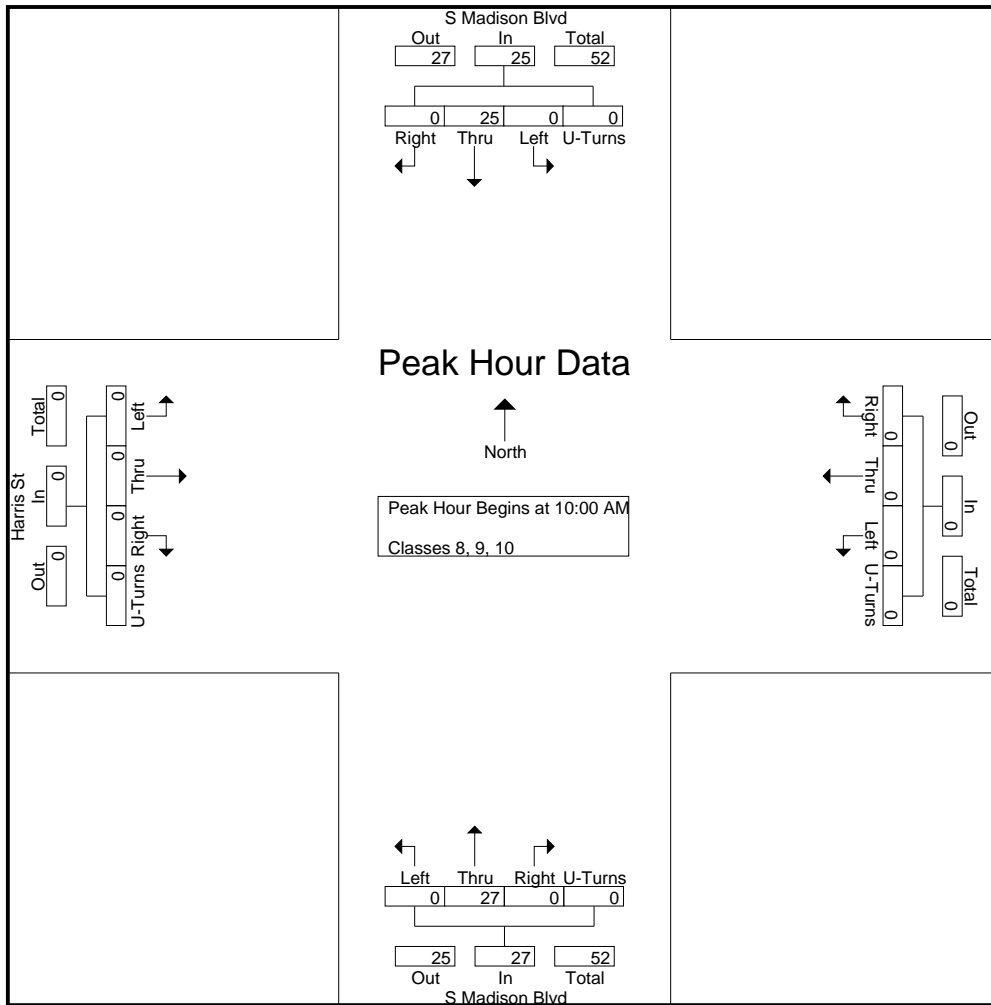 S Madison Blvd
Out In Total
27 25 52
0 25 0 0
Right Thru Left U-Turns
Peak Hour Data
North
Peak Hour Begins at 10:00 AM
Classes 8, 9, 10
Harris St
Total In Out
0 0 0
0 0 0 0
Left Thru Right U-Turns
Right Thru Left U-Turns
0 0 0 0
Out In Total
0 0 0
Left Thru Right U-Turns
0 27 0 0
25 27 52
Out In Total
S Madison Blvd